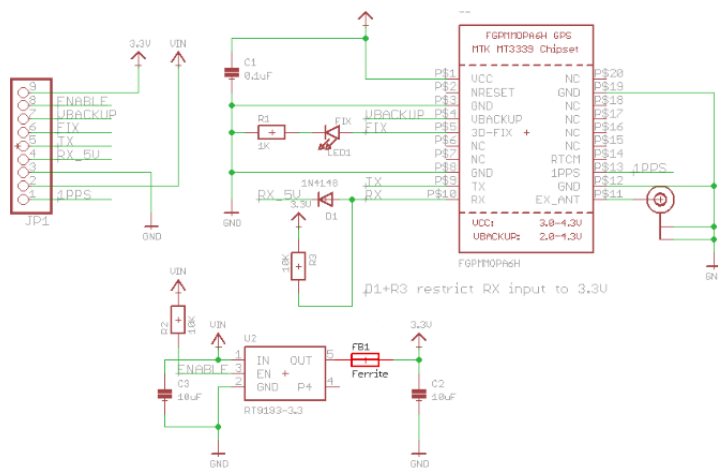 3.3V VIN
9
8 ENABLE
7 VBACKUP
6 FIX
5 TX
4 RX_5V
3
2
1 1PPS
JP1
GND
C1
0.1uF
R1
1K
FIX
LED1
VBACKUP
FIX
GND
FGPMMOPA6H GPS
MTK MT3339 Chipset
P$1 VCC NC P$20
P$2 NRESET GND P$19
P$3 GND NC P$18
P$4 VBACKUP NC P$17
P$5 3D-FIX NC P$16
P$6 NC NC P$15
P$7 NC RTCM P$14
P$8 GND 1PPS P$13 1PPS
P$9 TX GND P$12
P$10 RX EX_ANT P$11
VCC: 3.0-4.3V
VBACKUP: 2.0-4.3V
FGPMMOPA6H
TX
RX
1N4148
RX_5V
D1
3.3V
10K
R3
D1+R3 restrict RX input to 3.3V
VIN
R2
10K
VIN
ENABLE
C3
10uF
U2
1 IN OUT 5
3 EN
2 GND P4 4
RT9193-3.3
FB1
Ferrite
3.3V
C2
10uF
GND
GND